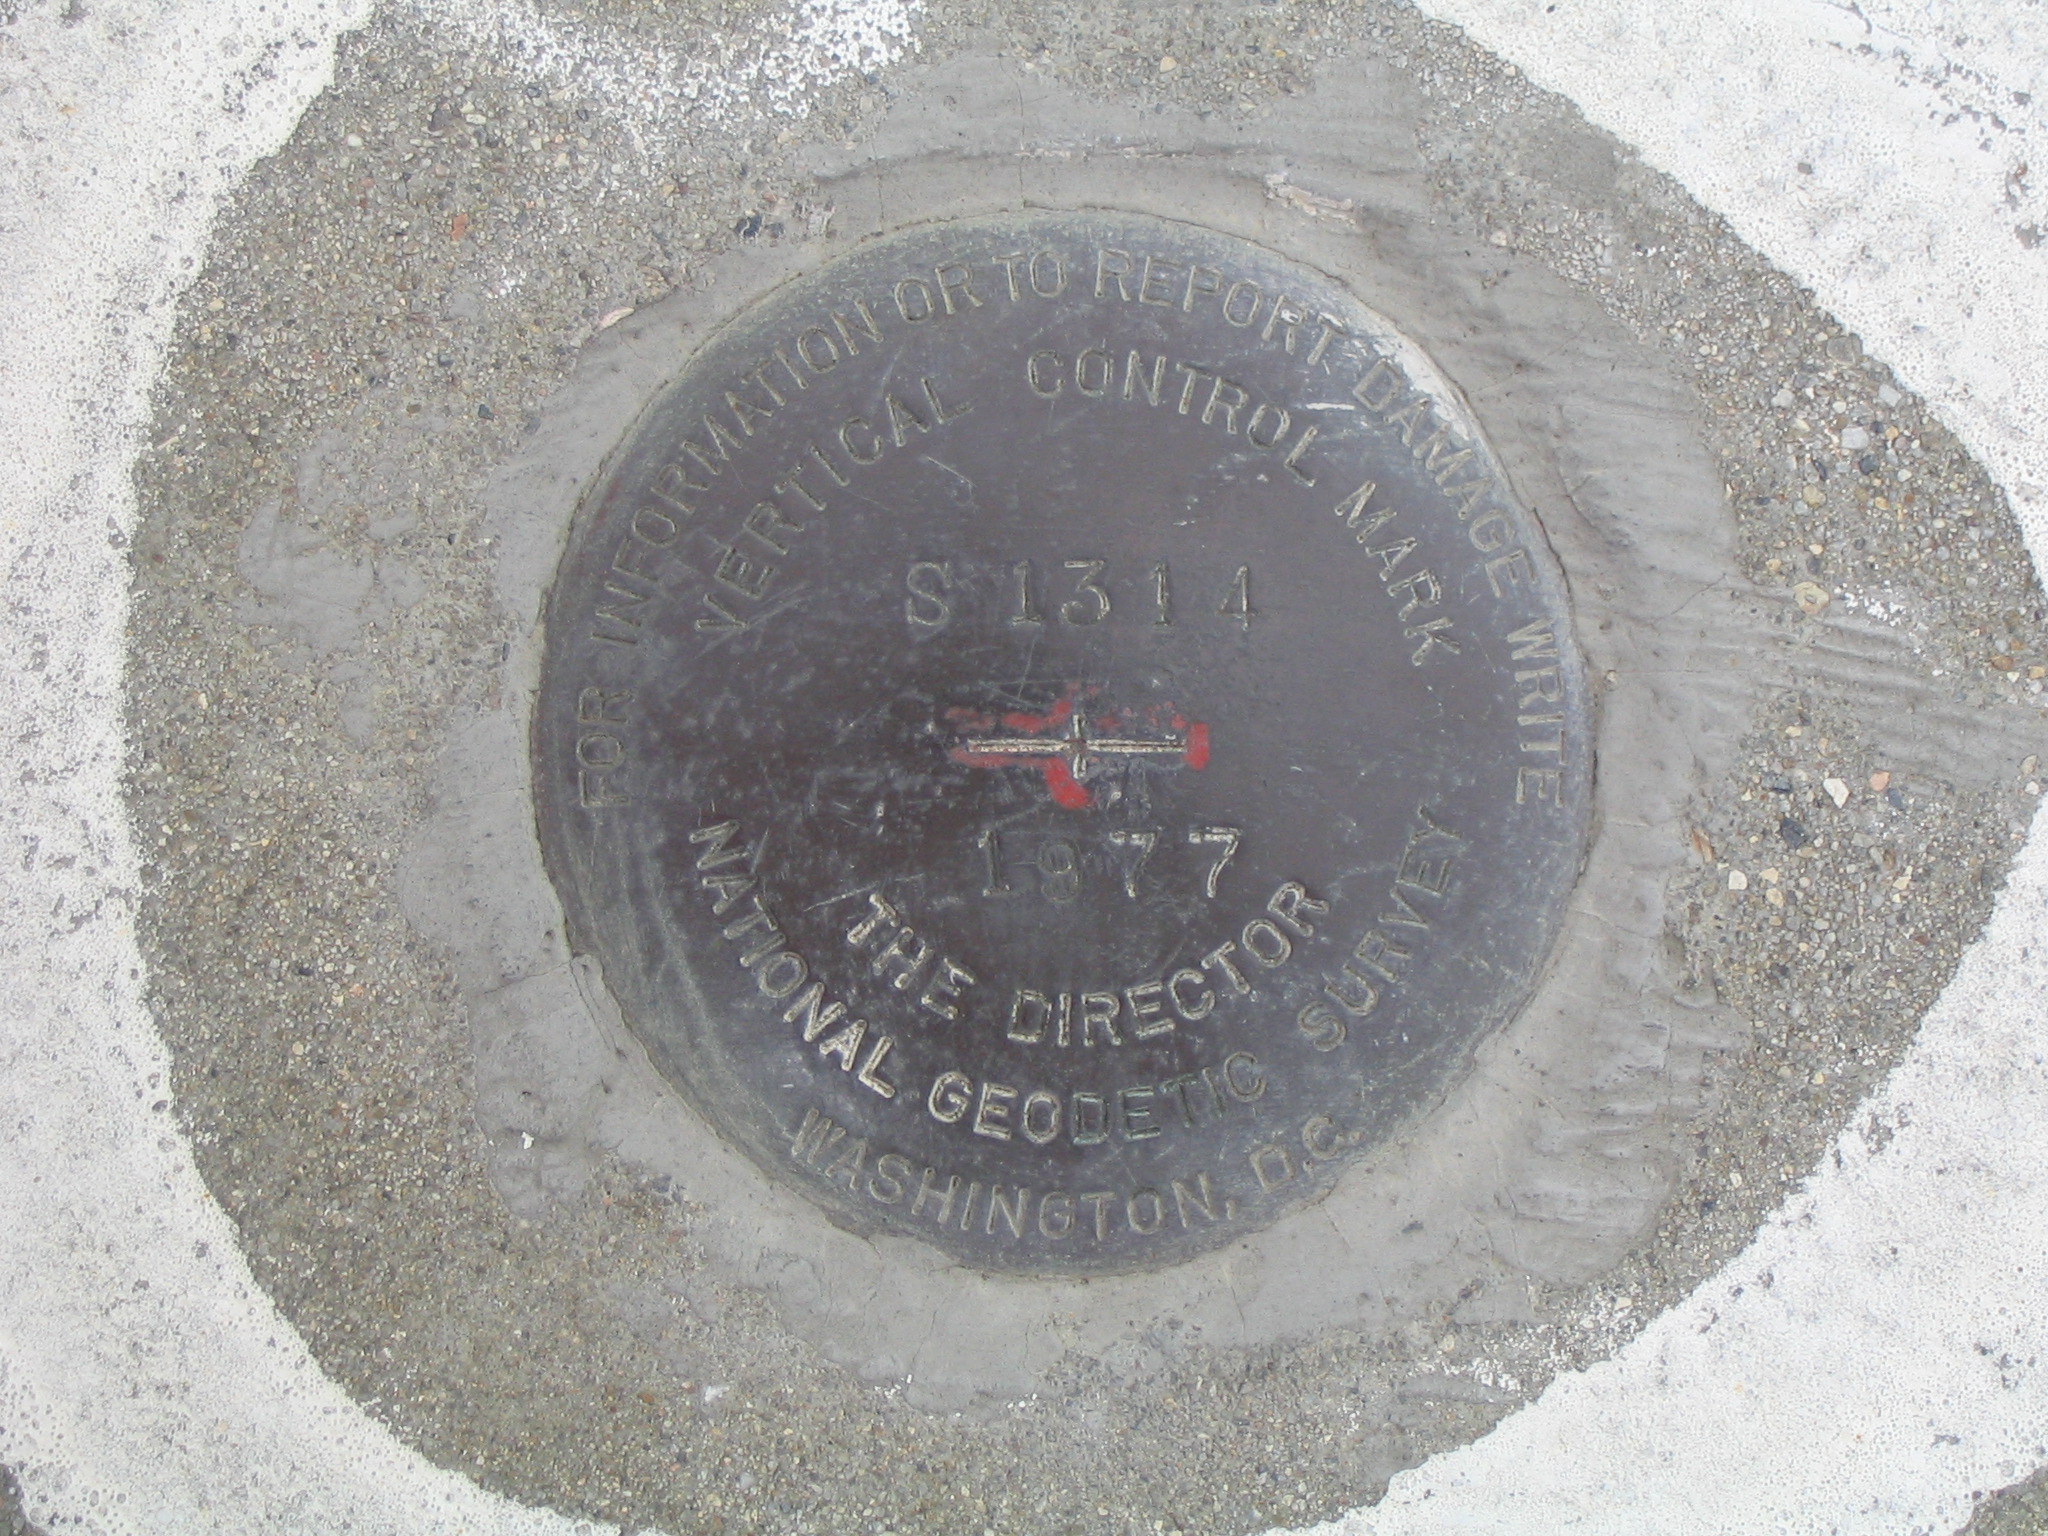 FOR INFORMATION OR TO REPORT DAMAGE WRITE
VERTICAL CONTROL MARK
S 1314
1977
THE DIRECTOR
NATIONAL GEODETIC SURVEY
WASHINGTON, D.C.